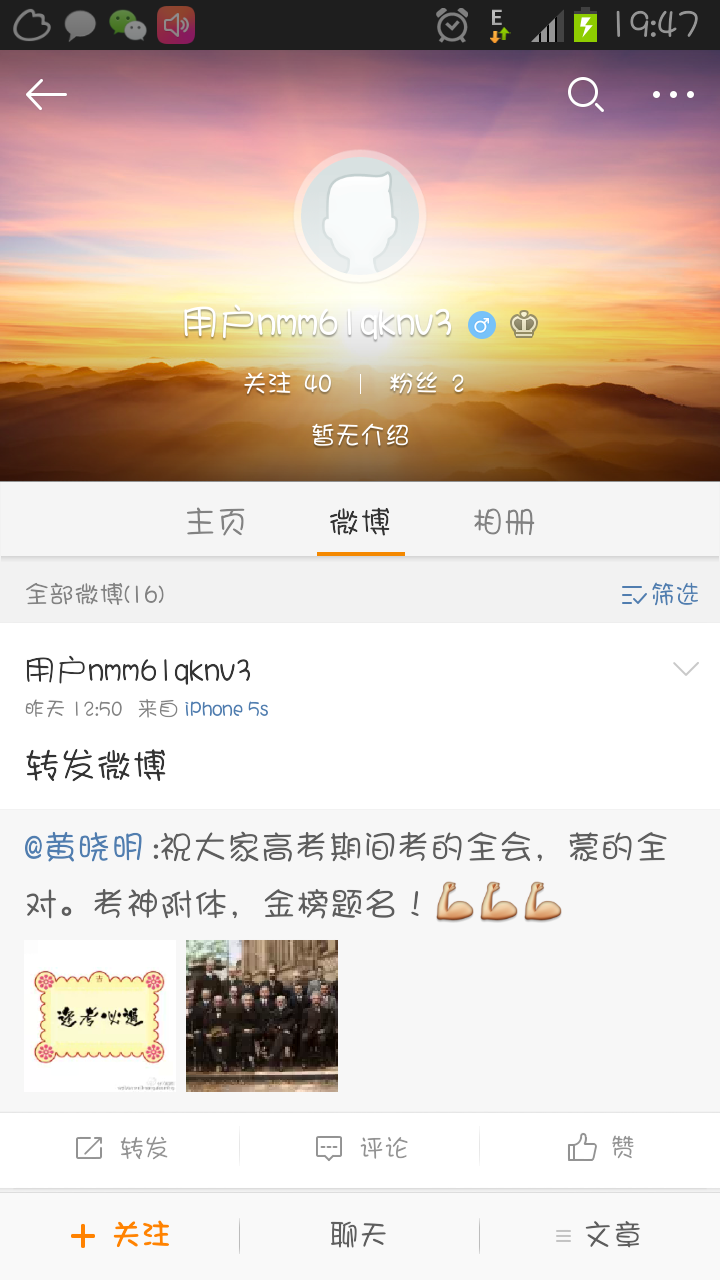 E 19:47
用户nmm61qknv3
关注 40 | 粉丝 2
暂无介绍
主页 微博 相册
全部微博(16) 筛选
用户nmm61qknv3
昨天 12:50 来自 iPhone 5s
转发微博
@黄晓明:祝大家高考期间考的全会，蒙的全
对。考神附体，金榜题名！
吉
逢考必过
转发 评论 赞
+ 关注 聊天 文章